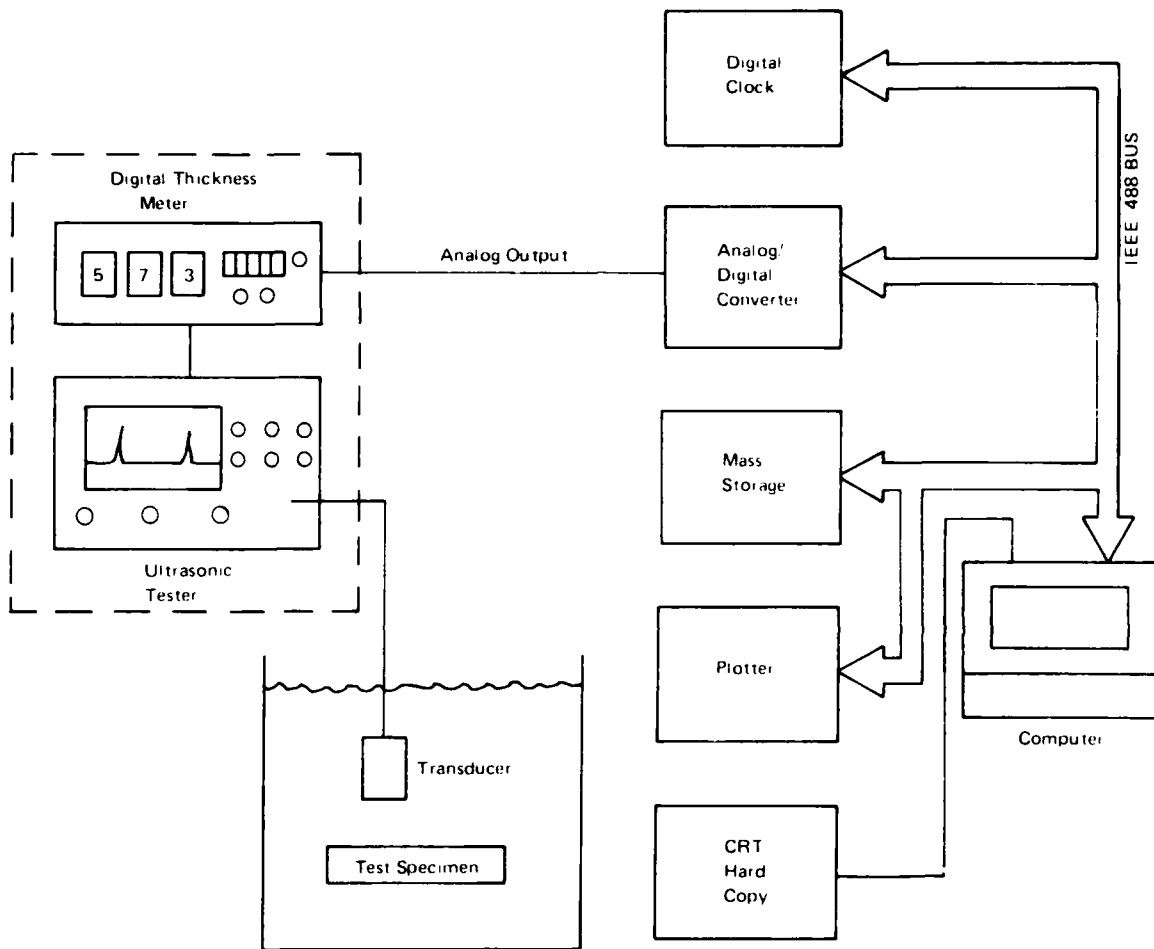 Digital
Clock
IEEE 488 BUS
Digital Thickness
Meter
5 7 3
Analog Output
Analog/
Digital
Converter
Mass
Storage
Ultrasonic
Tester
Plotter
Computer
Transducer
Test Specimen
CRT
Hard
Copy